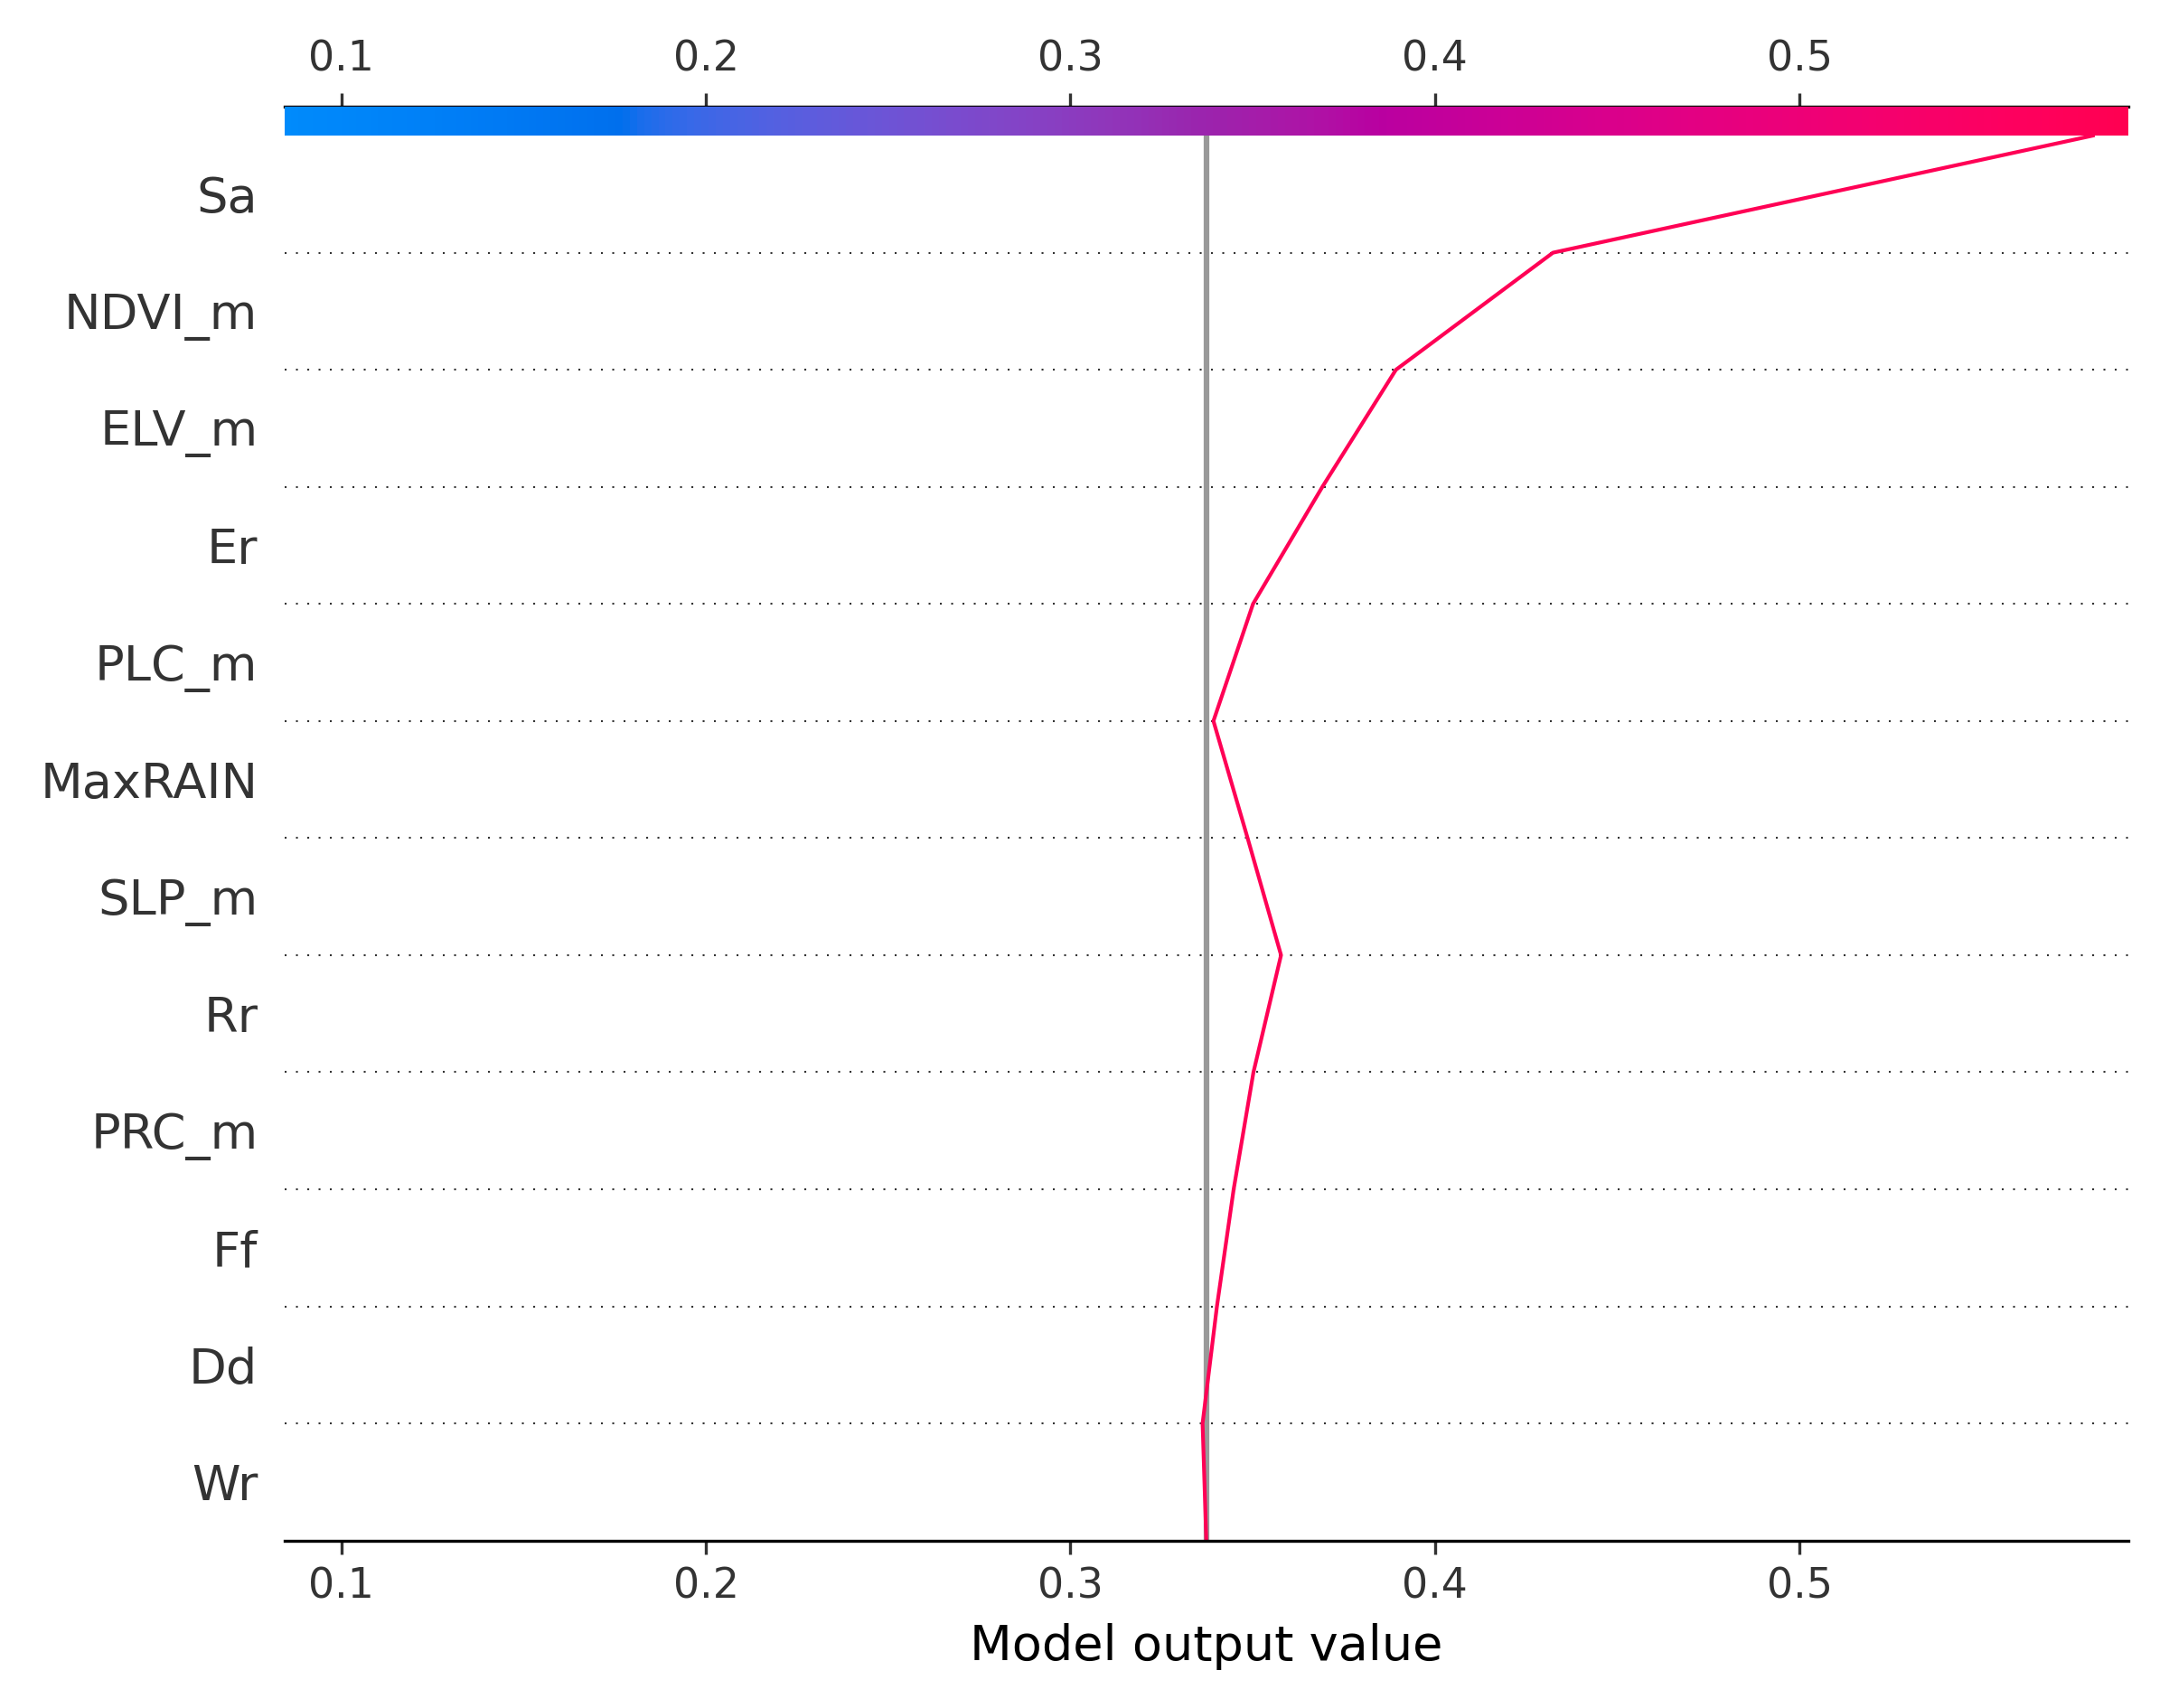 0.1 0.2 0.3 0.4 0.5
Sa
NDVI_m
ELV_m
Er
PLC_m
MaxRAIN
SLP_m
Rr
PRC_m
Ff
Dd
Wr
0.1 0.2 0.3 0.4 0.5
Model output value